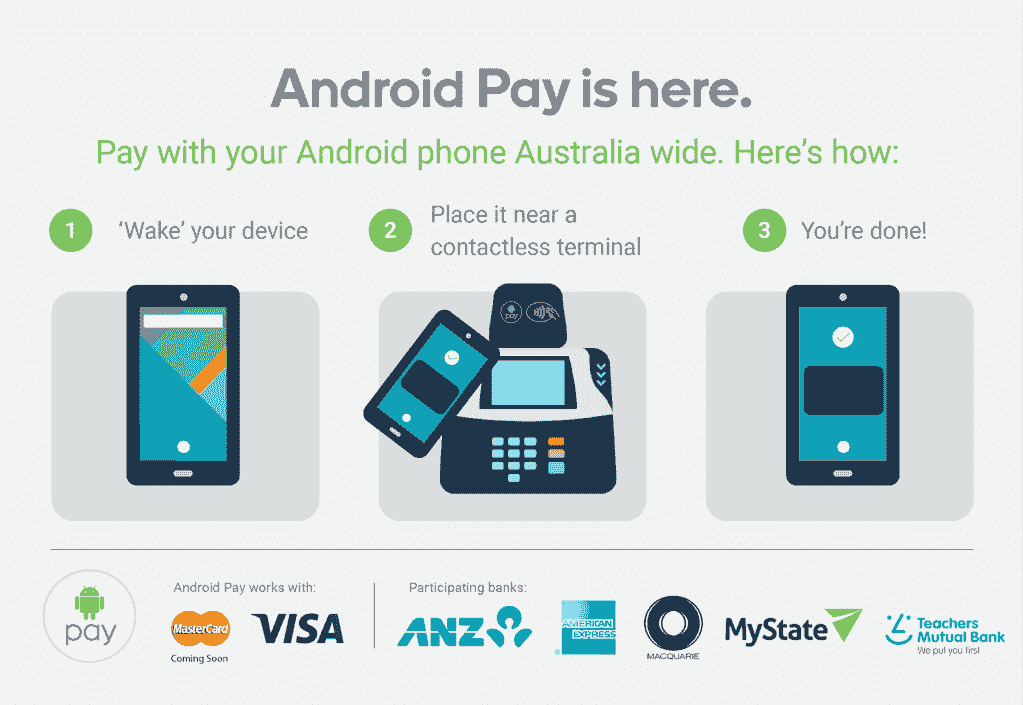 Android Pay is here.
Pay with your Android phone Australia wide. Here's how:
1 'Wake' your device
2 Place it near a
contactless terminal
3 You're done!
pay
pay
Android Pay works with:
MasterCard
Coming Soon
VISA
Participating banks:
ANZ
AMERICAN
EXPRESS
®
MACQUARIE
MyState
Teachers
Mutual Bank
We put you first